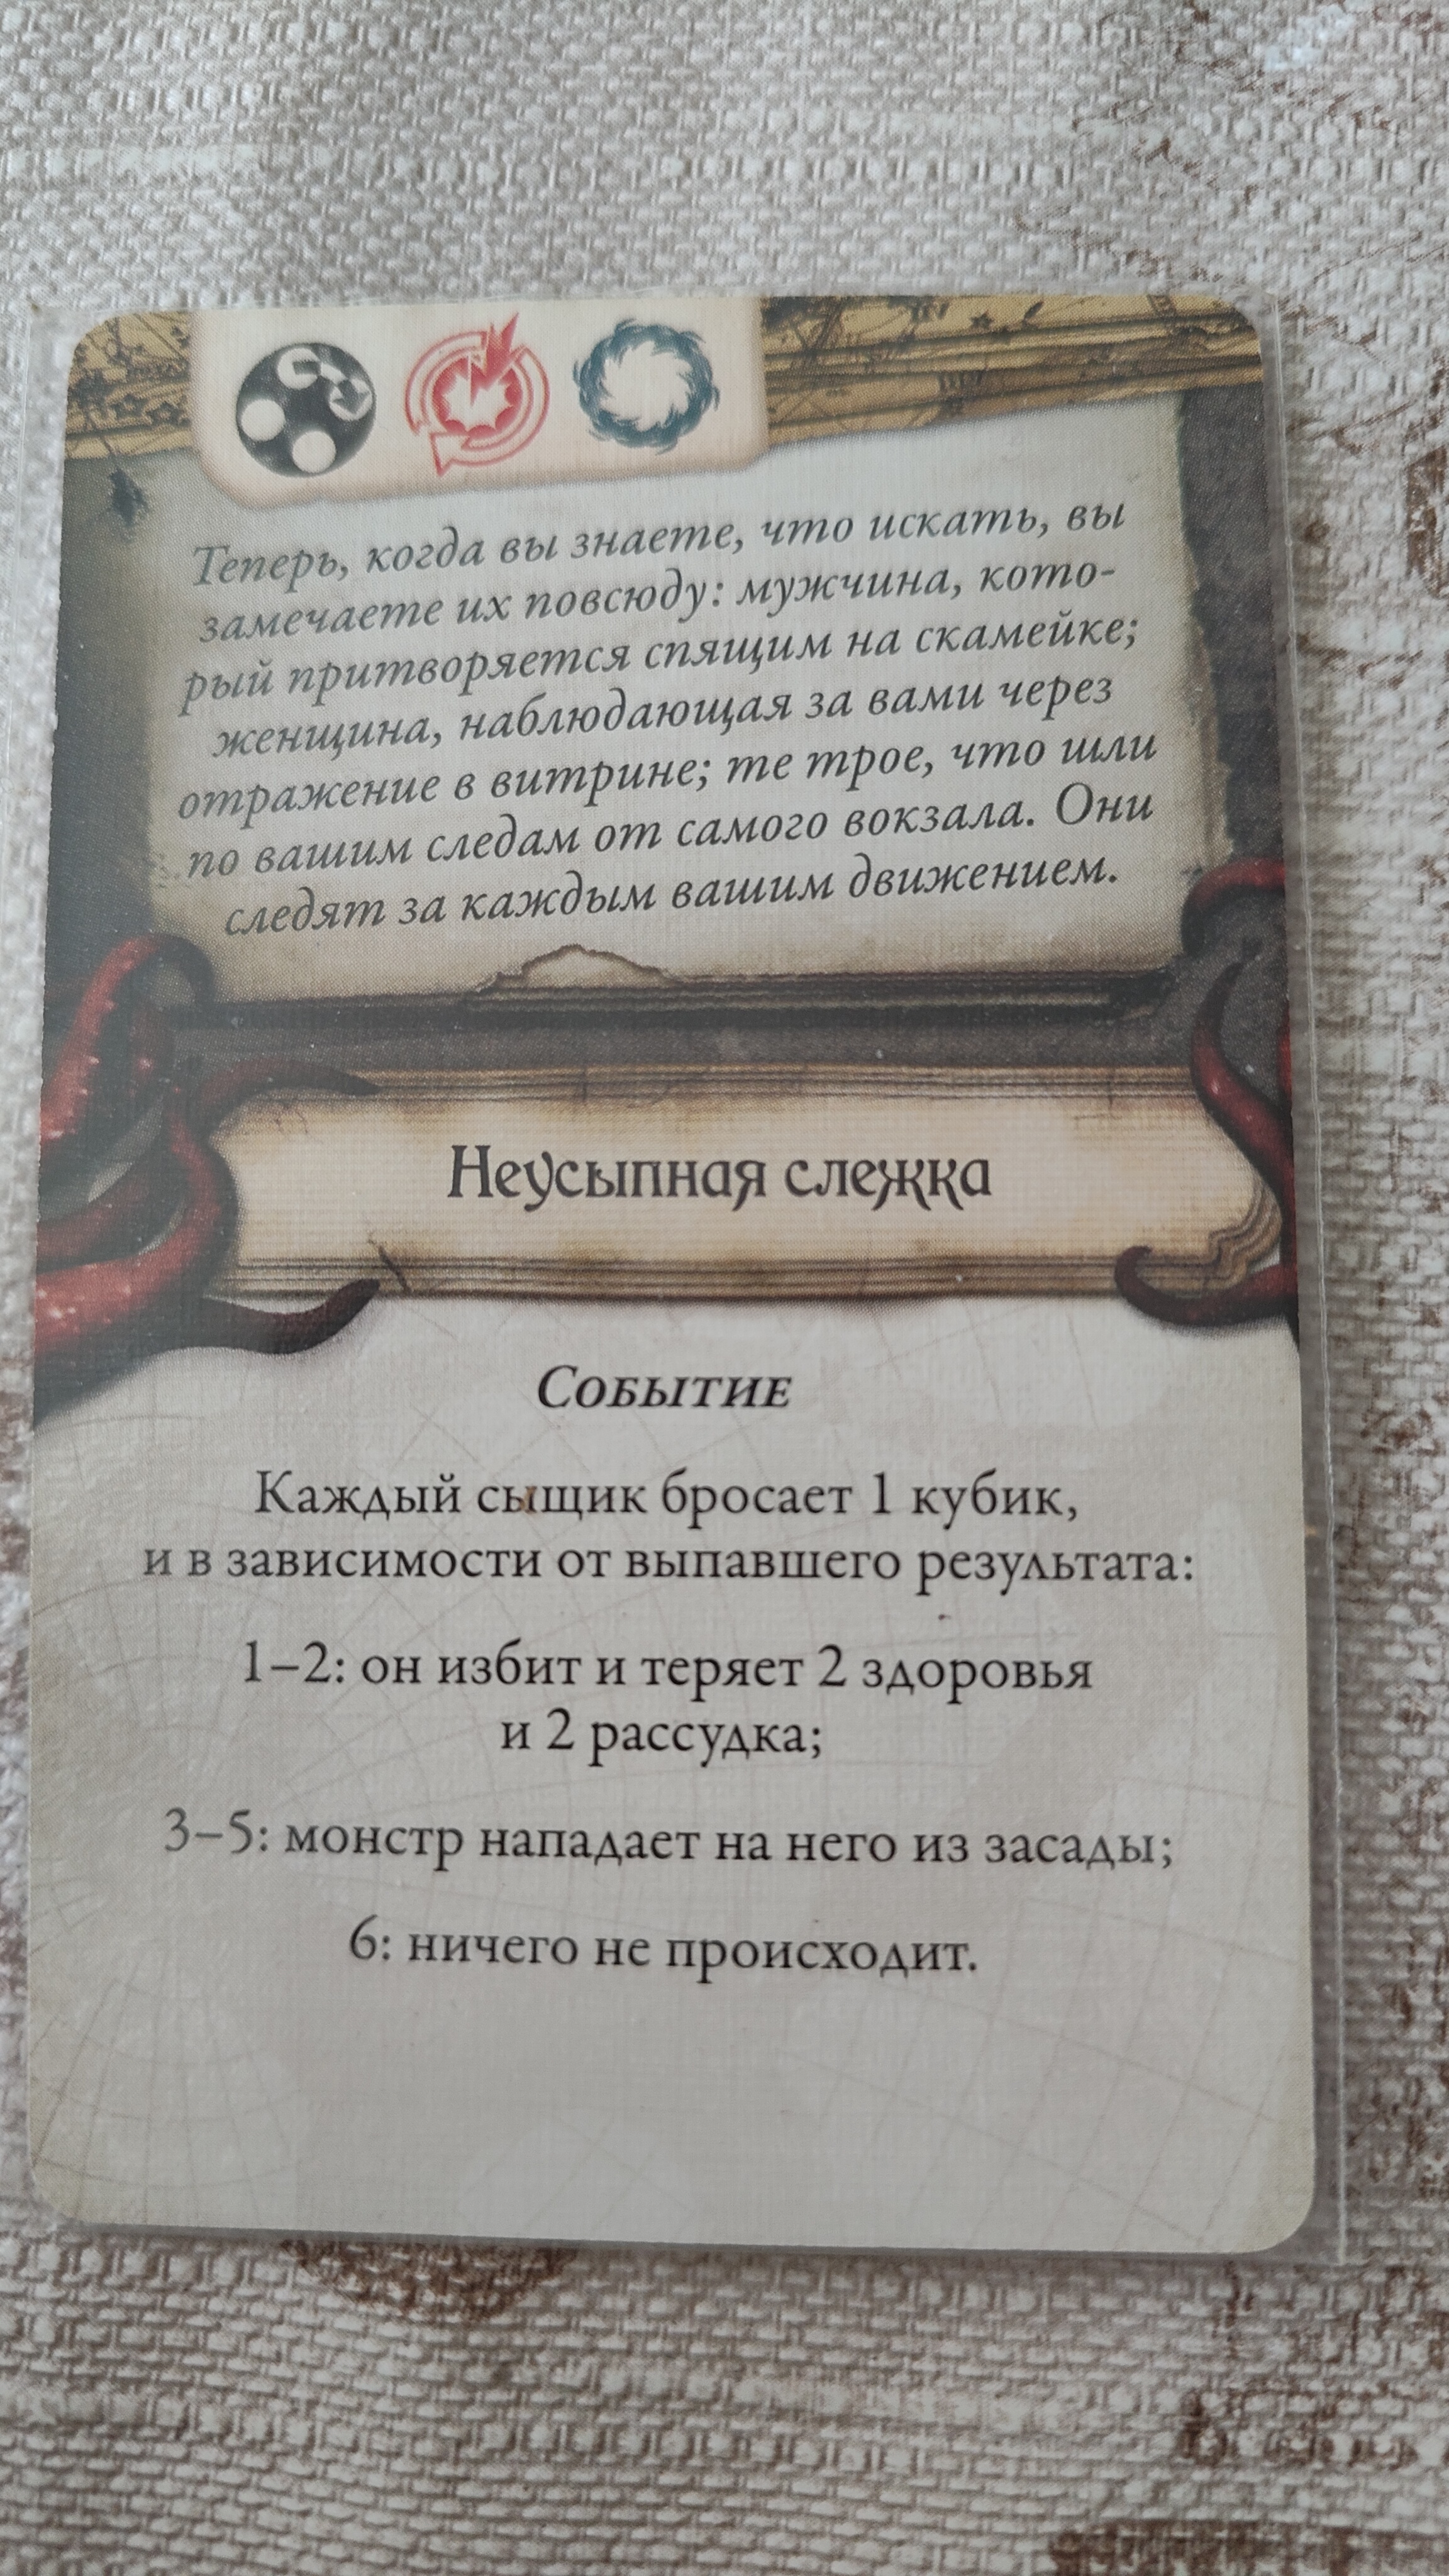 Теперь, когда вы знаете, что искать, вы
замечаете их повсюду: мужчина, кото-
рый притворяется спящим на скамейке;
женщина, наблюдающая за вами через
отражение в витрине; те трое, что шли
по вашим следам от самого вокзала. Они
следят за каждым вашим движением.
Неусыпная слежка
Событие
Каждый сыщик бросает 1 кубик,
и в зависимости от выпавшего результата:
1–2: он избит и теряет 2 здоровья
и 2 рассудка;
3–5: монстр нападает на него из засады;
6: ничего не происходит.